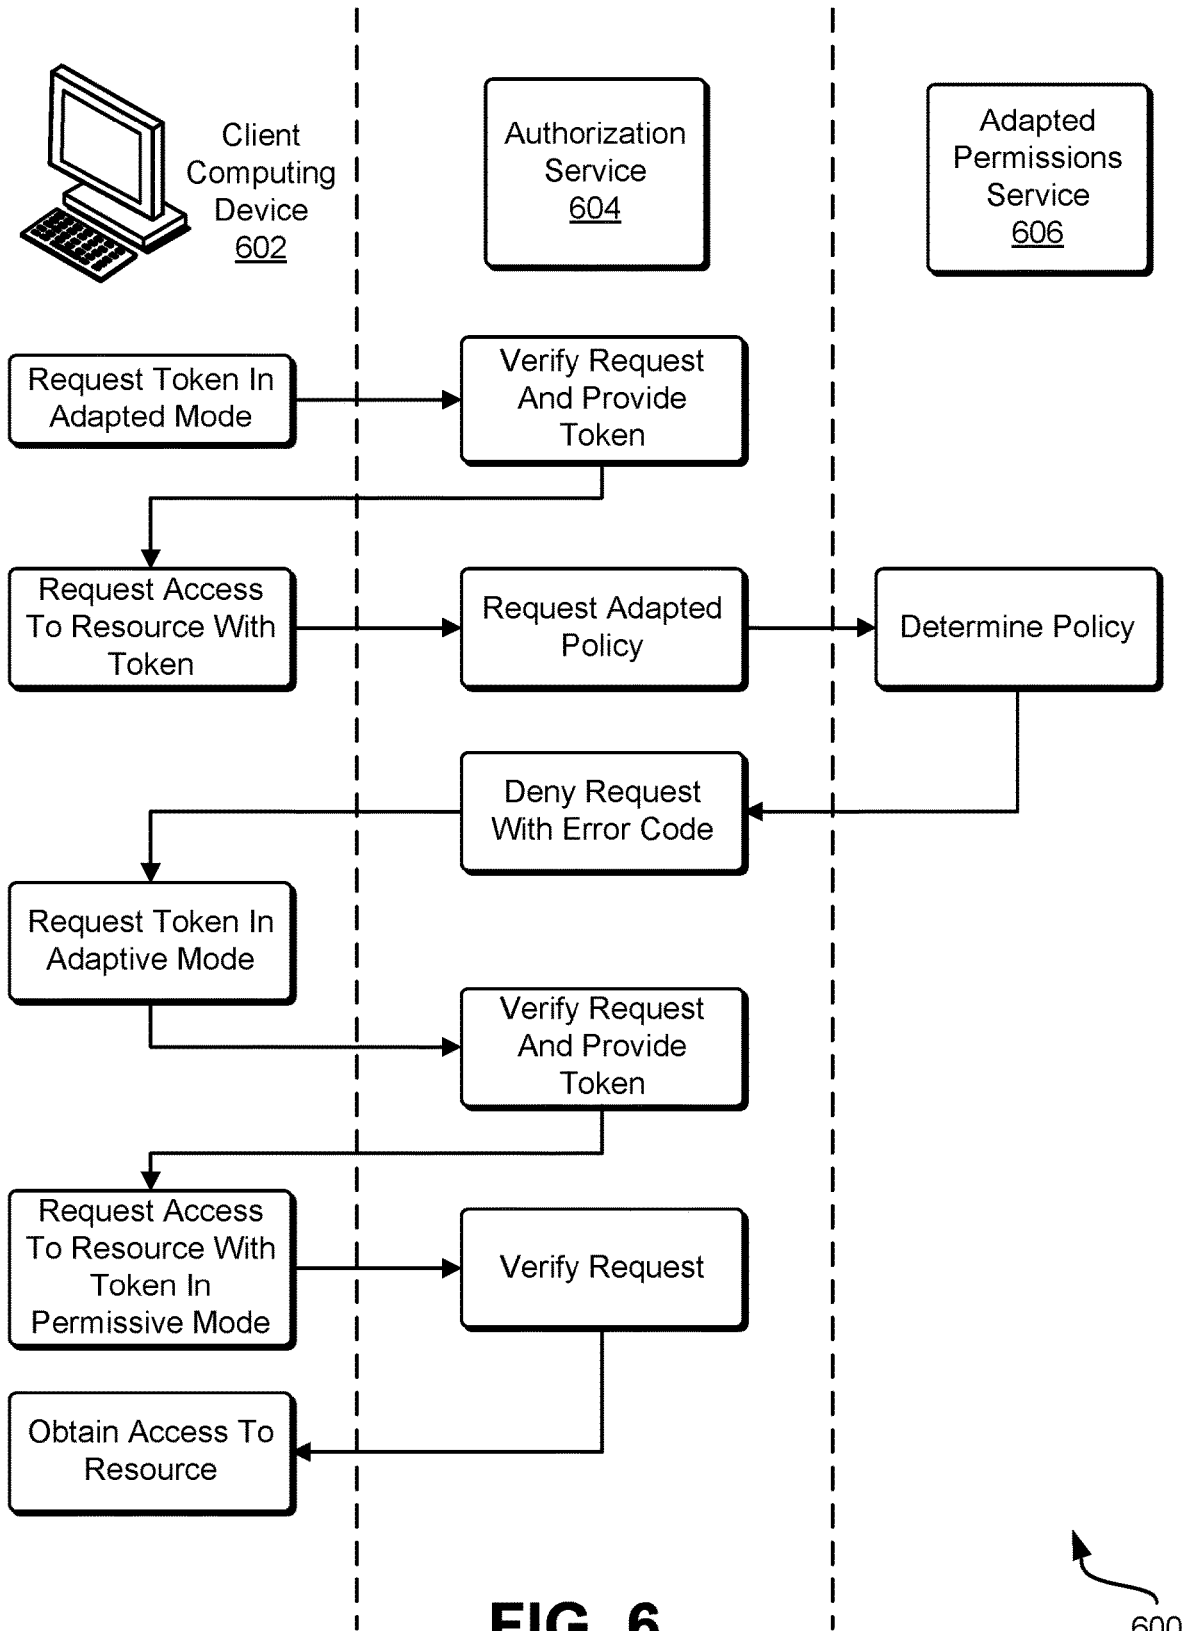 Client
Computing
Device
602
Authorization
Service
604
Adapted
Permissions
Service
606
Request Token In
Adapted Mode
Verify Request
And Provide
Token
Request Access
To Resource With
Token
Request Adapted
Policy
Determine Policy
Deny Request
With Error Code
Request Token In
Adaptive Mode
Verify Request
And Provide
Token
Request Access
To Resource With
Token In
Permissive Mode
Verify Request
Obtain Access To
Resource
FIG. 6
600